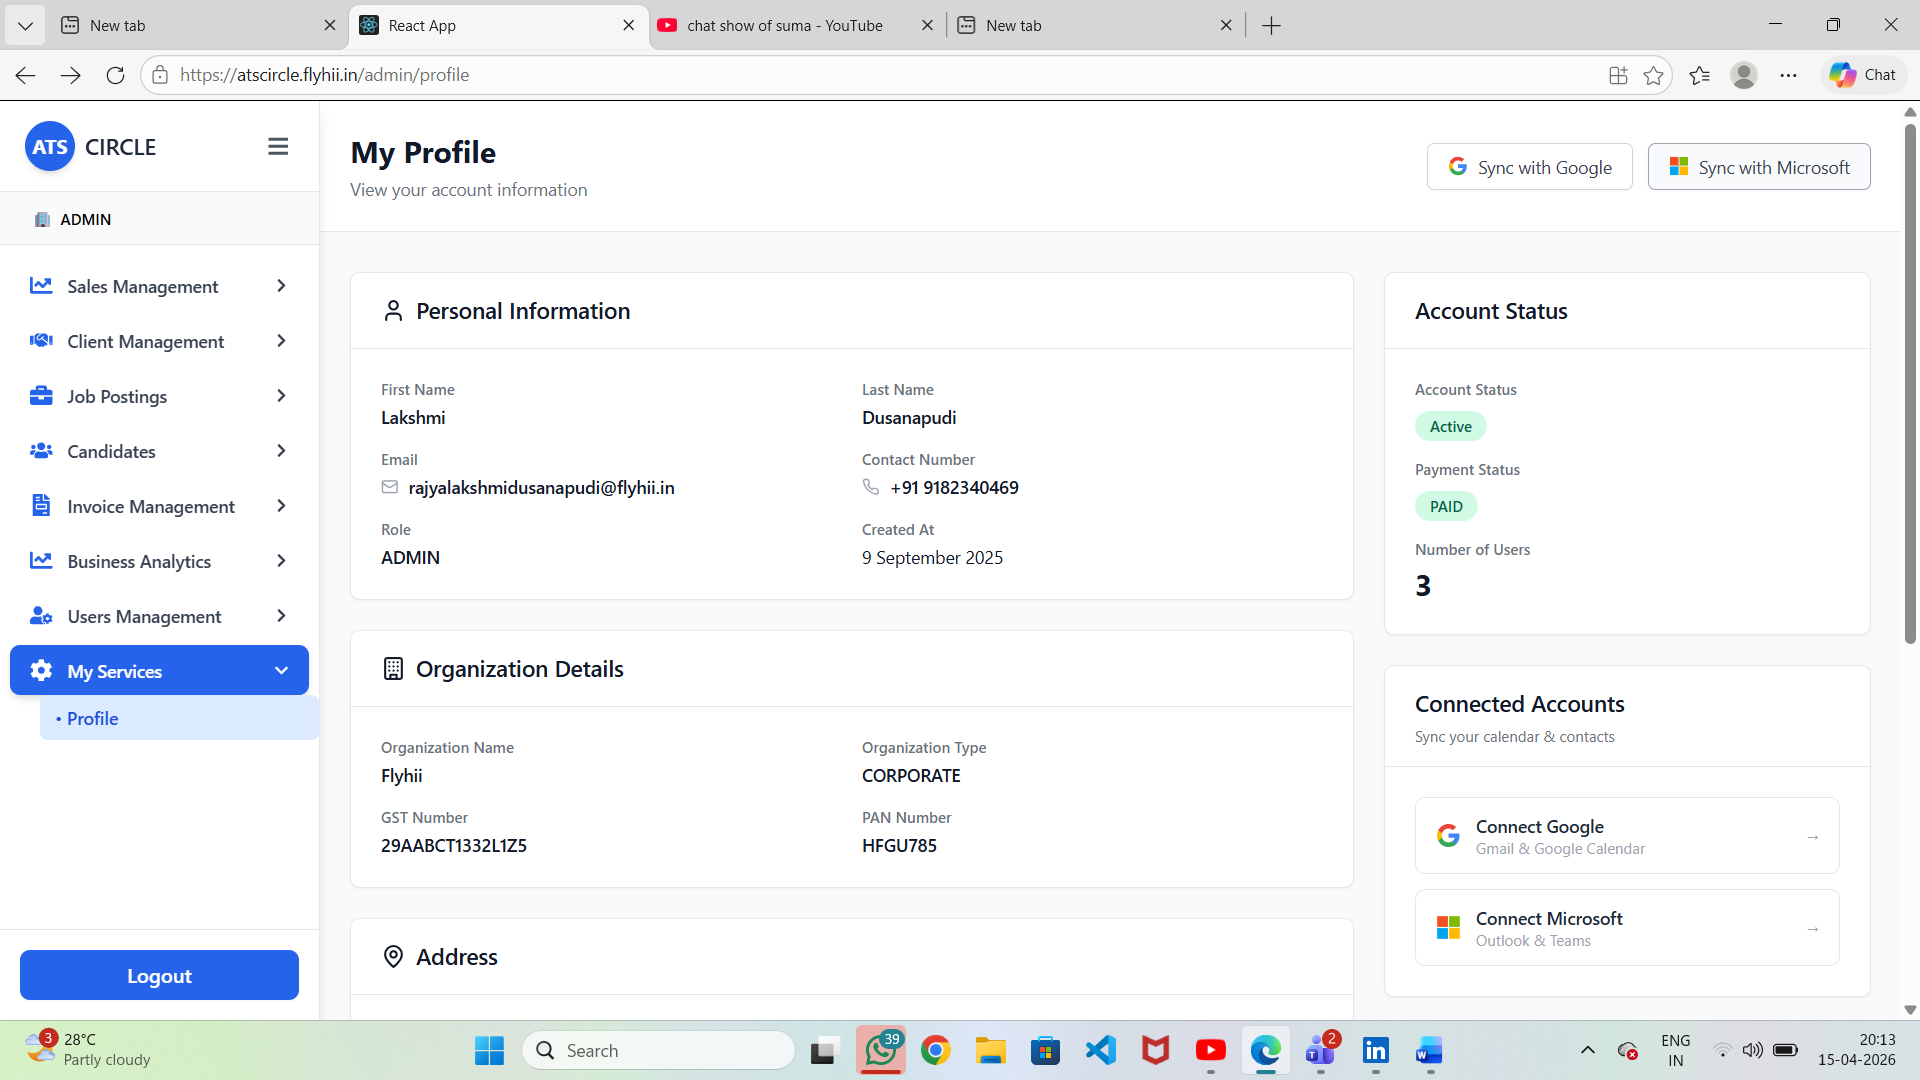 New tab
React App
chat show of suma - YouTube
New tab
https://atscircle.flyhii.in/admin/profile
Chat
ATS CIRCLE
ADMIN
Sales Management
Client Management
Job Postings
Candidates
Invoice Management
Business Analytics
Users Management
My Services
• Profile
Logout
My Profile
View your account information
Sync with Google
Sync with Microsoft
Personal Information
First Name
Lakshmi
Last Name
Dusanapudi
Email
rajyalakshmidusanapudi@flyhii.in
Contact Number
+91 9182340469
Role
ADMIN
Created At
9 September 2025
Organization Details
Organization Name
Flyhii
Organization Type
CORPORATE
GST Number
29AABCT1332L1Z5
PAN Number
HFGU785
Address
Account Status
Account Status
Active
Payment Status
PAID
Number of Users
3
Connected Accounts
Sync your calendar & contacts
Connect Google
Gmail & Google Calendar
→
Connect Microsoft
Outlook & Teams
→
3
28°C
Partly cloudy
Search
39
2
ENG
IN
20:13
15-04-2026